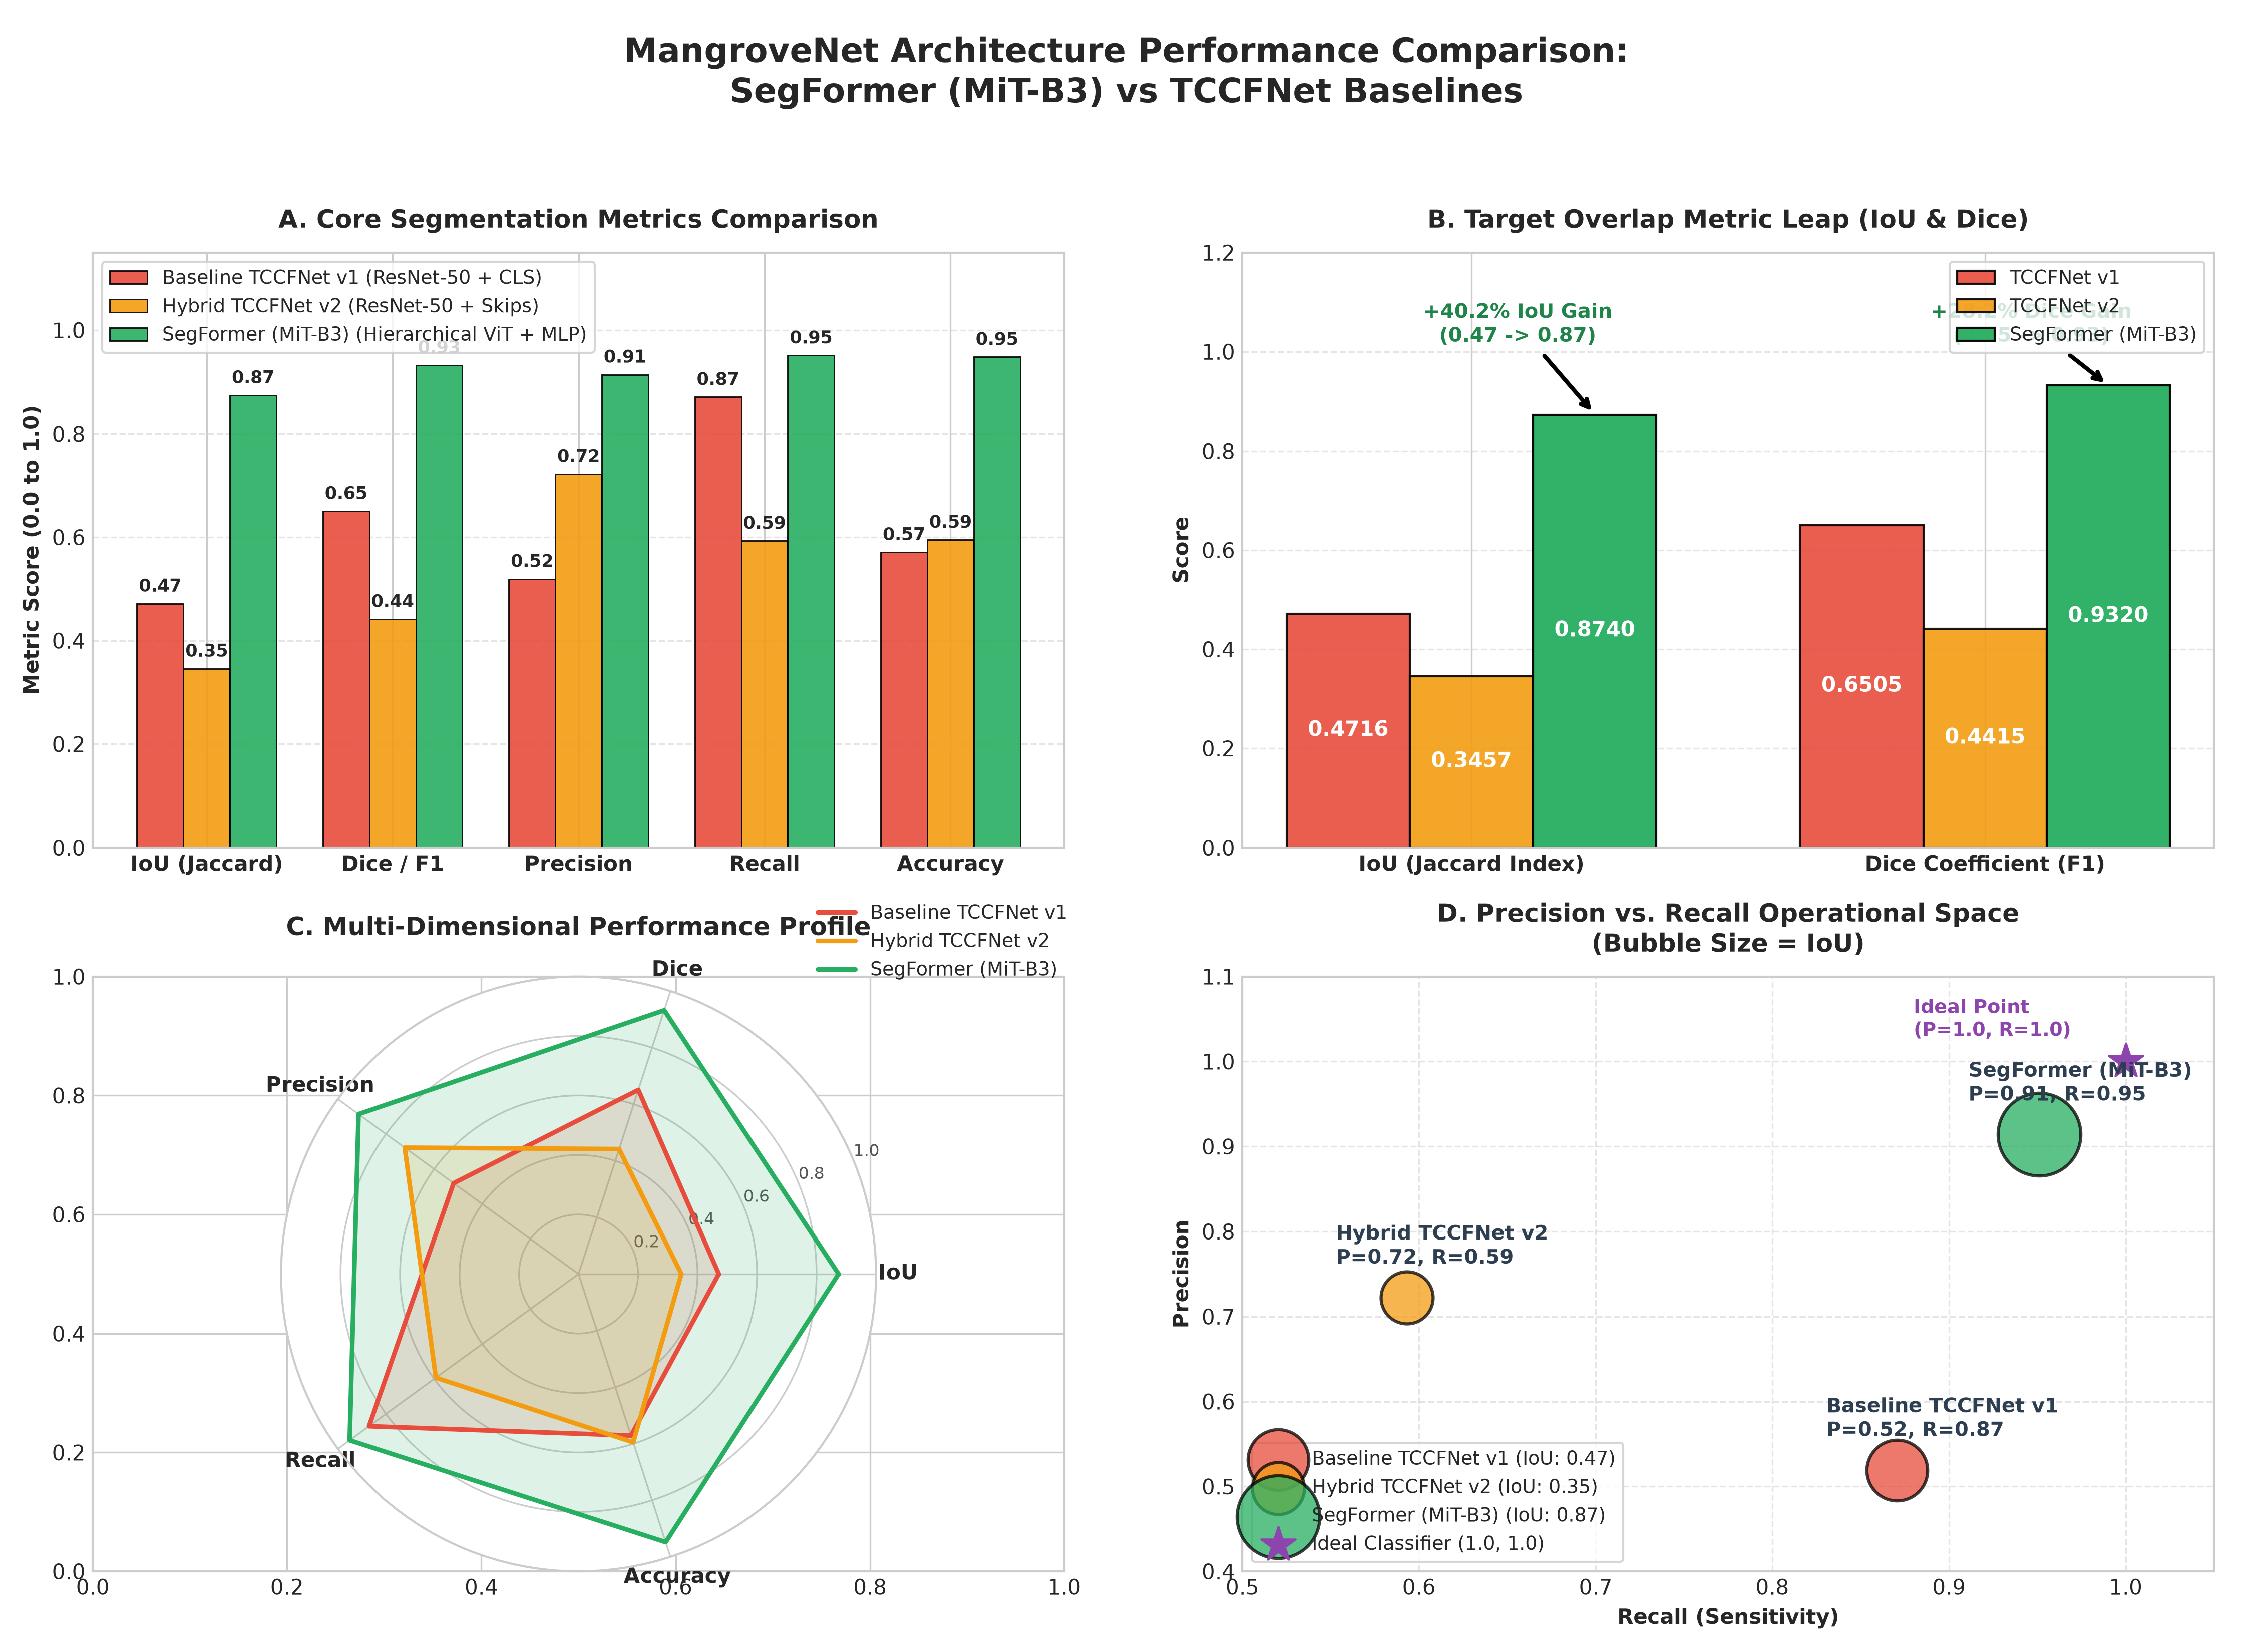 MangroveNet Architecture Performance Comparison:
SegFormer (MiT-B3) vs TCCFNet Baselines
A. Core Segmentation Metrics Comparison
Metric Score (0.0 to 1.0)
1.0
0.8
0.6
0.4
0.2
0.0
Baseline TCCFNet v1 (ResNet-50 + CLS)
Hybrid TCCFNet v2 (ResNet-50 + Skips)
SegFormer (MiT-B3) (Hierarchical ViT + MLP)
0.47
0.35
0.87
0.65
0.44
0.93
0.52
0.72
0.91
0.87
0.59
0.95
0.57
0.59
0.95
IoU (Jaccard)
Dice / F1
Precision
Recall
Accuracy
B. Target Overlap Metric Leap (IoU & Dice)
Score
1.2
1.0
0.8
0.6
0.4
0.2
0.0
TCCFNet v1
TCCFNet v2
SegFormer (MiT-B3)
+40.2% IoU Gain
(0.47 -> 0.87)
Dice Gain
0.4716
0.3457
0.8740
0.6505
0.4415
0.9320
IoU (Jaccard Index)
Dice Coefficient (F1)
C. Multi-Dimensional Performance Profile
Baseline TCCFNet v1
Hybrid TCCFNet v2
SegFormer (MiT-B3)
1.0
0.8
0.6
0.4
0.2
0.0
0.0
0.2
0.4
0.6
0.8
1.0
Dice
Precision
IoU
Recall
Accuracy
1.0
0.8
0.6
0.4
0.2
D. Precision vs. Recall Operational Space
(Bubble Size = IoU)
Precision
1.1
1.0
0.9
0.8
0.7
0.6
0.5
0.4
Ideal Point
(P=1.0, R=1.0)
SegFormer (MiT-B3)
P=0.91, R=0.95
Hybrid TCCFNet v2
P=0.72, R=0.59
Baseline TCCFNet v1
P=0.52, R=0.87
Baseline TCCFNet v1 (IoU: 0.47)
Hybrid TCCFNet v2 (IoU: 0.35)
SegFormer (MiT-B3) (IoU: 0.87)
Ideal Classifier (1.0, 1.0)
0.5
0.6
0.7
0.8
0.9
1.0
Recall (Sensitivity)